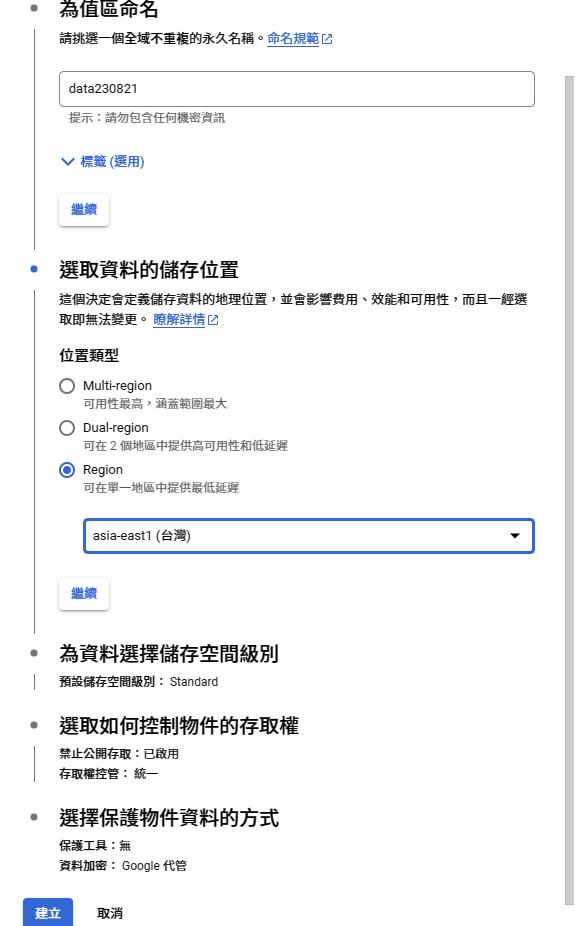 為值區命名
請挑選一個全域不重複的永久名稱。命名規範
data230821
提示：請勿包含任何機密資訊
標籤 (選用)
繼續
選取資料的儲存位置
這個決定會定義儲存資料的地理位置，並會影響費用、效能和可用性，而且一經選
取即無法變更。 瞭解詳情
位置類型
Multi-region
可用性最高，涵蓋範圍最大
Dual-region
可在 2 個地區中提供高可用性和低延遲
Region
可在單一地區中提供最低延遲
asia-east1 (台灣)
繼續
為資料選擇儲存空間級別
預設儲存空間級別： Standard
選取如何控制物件的存取權
禁止公開存取：已啟用
存取權控管： 統一
選擇保護物件資料的方式
保護工具：無
資料加密： Google 代管
建立 取消